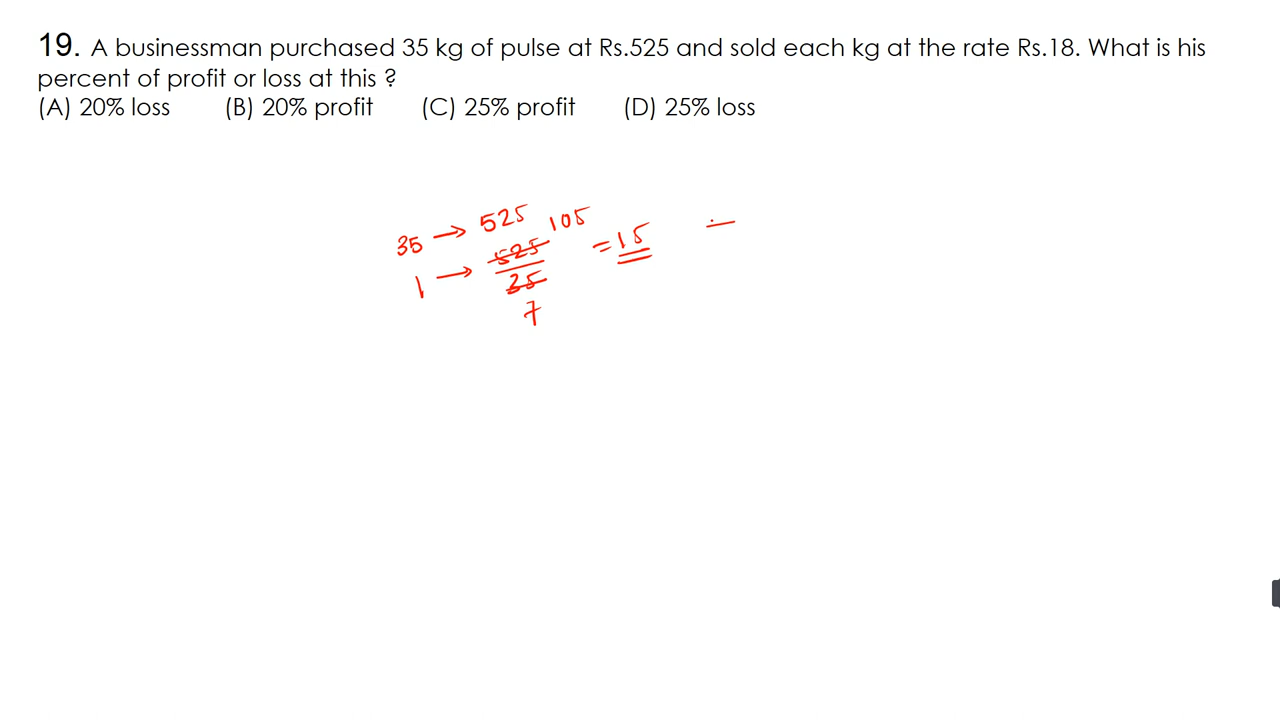 19. A businessman purchased 35 kg of pulse at Rs.525 and sold each kg at the rate Rs.18. What is his
percent of profit or loss at this ?
(A) 20% loss (B) 20% profit (C) 25% profit (D) 25% loss
35 → 525
1 → 525/35 = 15
105
7